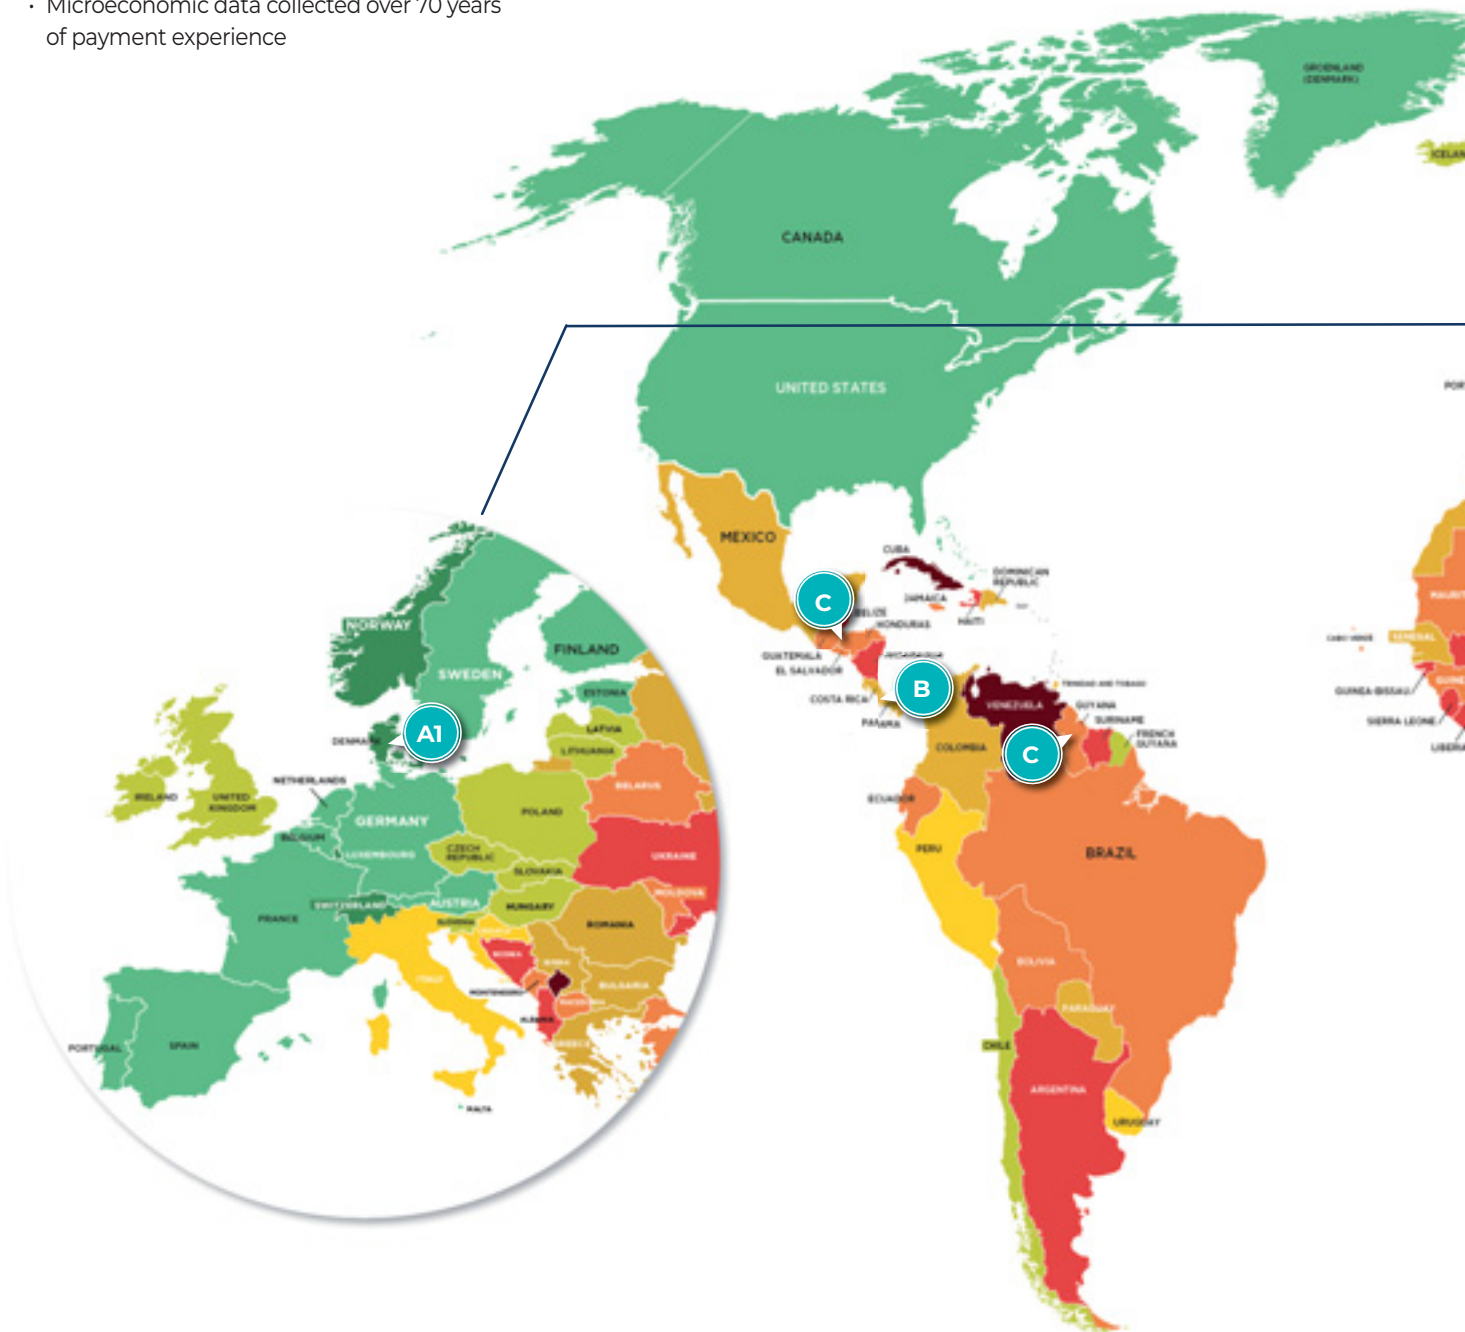 • Microeconomic data collected over 70 years
of payment experience
GROENLAND
(DENMARK)
CANADA
UNITED STATES
MEXICO
CUBA
DOMINICAN
REPUBLIC
JAMAICA
HAITI
C
BELIZE
HONDURAS
GUATEMALA
EL SALVADOR
COSTA RICA
PANAMA
B
VENEZUELA
TRINIDAD AND TOBAGO
GUYANA
SURINAME
FRENCH
GUYANA
C
COLOMBIA
ECUADOR
PERU
BRAZIL
BOLIVIA
PARAGUAY
CHILE
ARGENTINA
URUGUAY
CABO VERDE
SENEGAL
GUINEA-BISSAU
SIERRA LEONE
NORWAY
SWEDEN
FINLAND
ESTONIA
LATVIA
LITHUANIA
A1
IRELAND
UNITED
KINGDOM
NETHERLANDS
BELGIUM
LUXEMBOURG
GERMANY
POLAND
BELARUS
CZECH
REPUBLIC
SLOVAKIA
UKRAINE
MOLDOVA
FRANCE
SWITZERLAND
AUSTRIA
HUNGARY
SLOVENIA
ROMANIA
BOSNIA
SERBIA
MONTENEGRO
BULGARIA
ITALY
ALBANIA
GREECE
PORTUGAL
SPAIN
MALTA